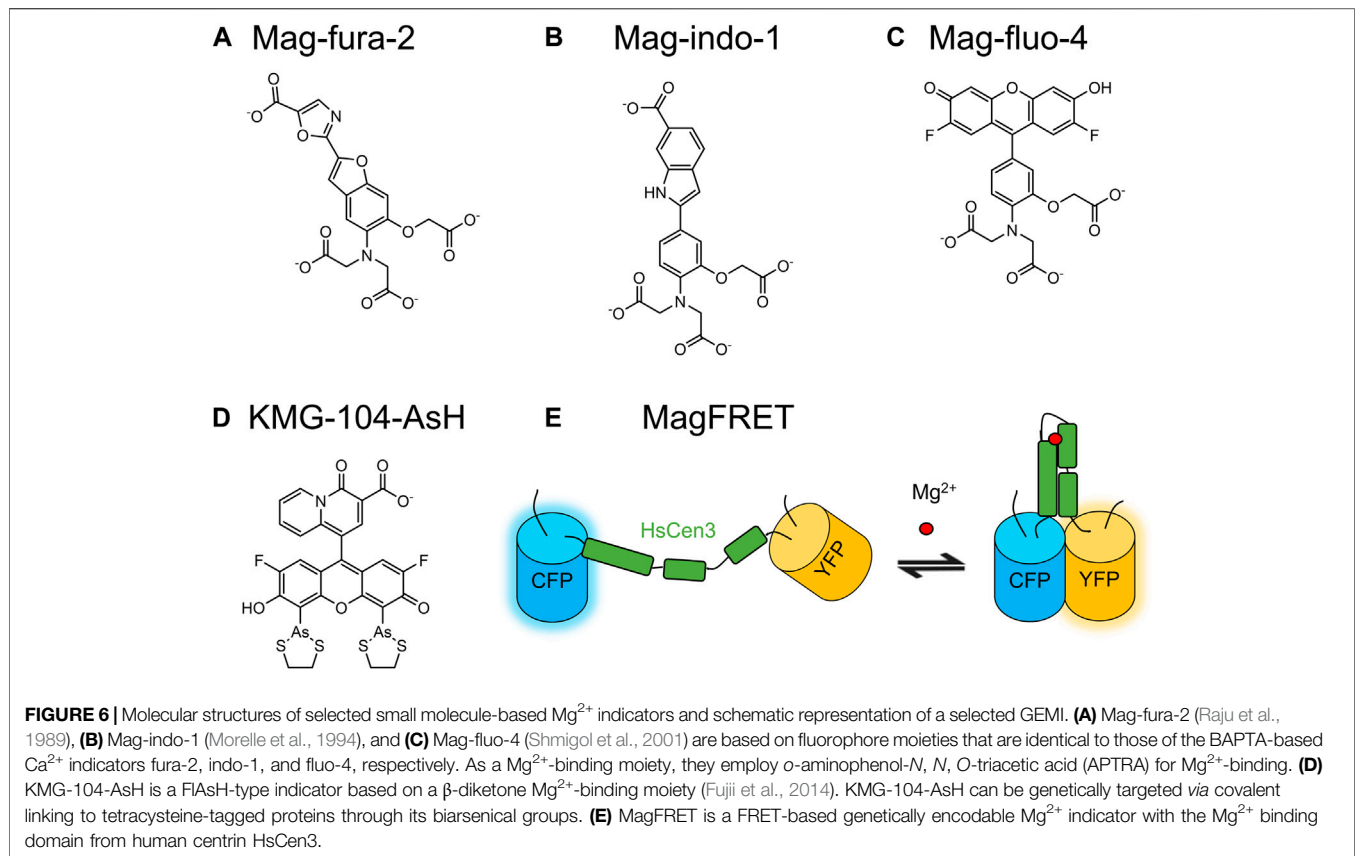 A Mag-fura-2
B Mag-indo-1
C Mag-fluo-4
O
-O
N
O
O
O
O-
O
O
-O
N
O
O-
O
-O
HN
O
O-
O
O
-O
N
O
O-
O
O
OH
F
F
O
O-
O
O
-O
N
O
O-
D KMG-104-AsH
E MagFRET
O
O
O-
N
F
F
HO
O
O
As
As
S
S
S
S
CFP
HsCen3
YFP
Mg2+
CFP
YFP
FIGURE 6 | Molecular structures of selected small molecule-based Mg2+ indicators and schematic representation of a selected GEMI. (A) Mag-fura-2 (Raju et al.,
1989), (B) Mag-indo-1 (Morelle et al., 1994), and (C) Mag-fluo-4 (Shmigol et al., 2001) are based on fluorophore moieties that are identical to those of the BAPTA-based
Ca2+ indicators fura-2, indo-1, and fluo-4, respectively. As a Mg2+-binding moiety, they employ o-aminophenol-N, N, O-triacetic acid (APTRA) for Mg2+-binding. (D)
KMG-104-AsH is a FlAsH-type indicator based on a β-diketone Mg2+-binding moiety (Fujii et al., 2014). KMG-104-AsH can be genetically targeted via covalent
linking to tetracysteine-tagged proteins through its biarsenical groups. (E) MagFRET is a FRET-based genetically encodable Mg2+ indicator with the Mg2+ binding
domain from human centrin HsCen3.